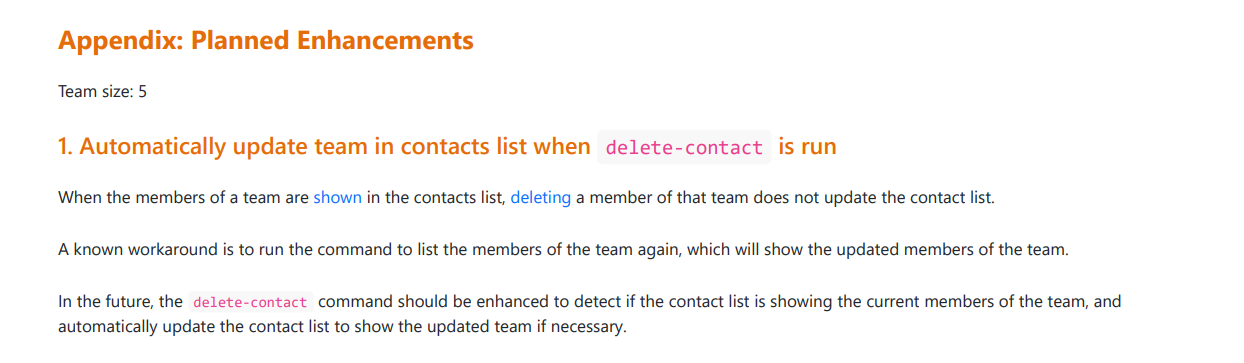 Appendix: Planned Enhancements
Team size: 5
1. Automatically update team in contacts list when delete-contact is run
When the members of a team are shown in the contacts list, deleting a member of that team does not update the contact list.
A known workaround is to run the command to list the members of the team again, which will show the updated members of the team.
In the future, the delete-contact command should be enhanced to detect if the contact list is showing the current members of the team, and
automatically update the contact list to show the updated team if necessary.